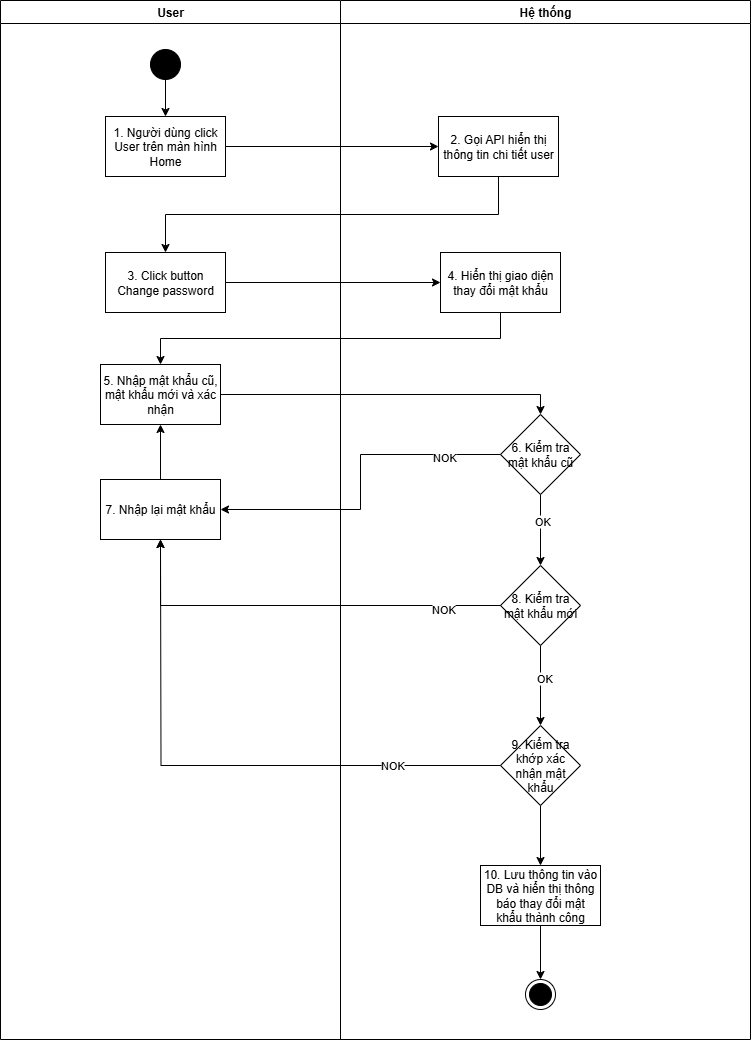 User
Hệ thống
1. Người dùng click
User trên màn hình
Home
2. Gọi API hiển thị
thông tin chi tiết user
3. Click button
Change password
4. Hiển thị giao diện
thay đổi mật khẩu
5. Nhập mật khẩu cũ,
mật khẩu mới và xác
nhận
6. Kiểm tra
mật khẩu cũ
NOK
7. Nhập lại mật khẩu
OK
8. Kiểm tra
mật khẩu mới
NOK
OK
9. Kiểm tra
khớp xác
nhận mật
khẩu
NOK
10. Lưu thông tin vào
DB và hiển thị thông
báo thay đổi mật
khẩu thành công